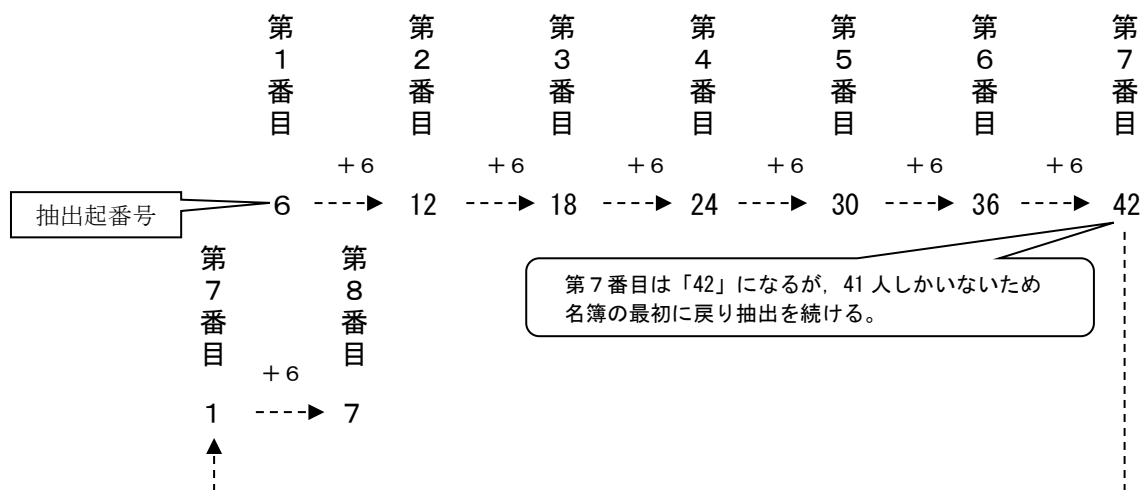 第1番目 第2番目 第3番目 第4番目 第5番目 第6番目 第7番目
+6 +6 +6 +6 +6 +6
抽出起番号 6 12 18 24 30 36 42
第7番目 第8番目
第7番目は「42」になるが，41人しかいないため
名簿の最初に戻り抽出を続ける。
+6
1 7